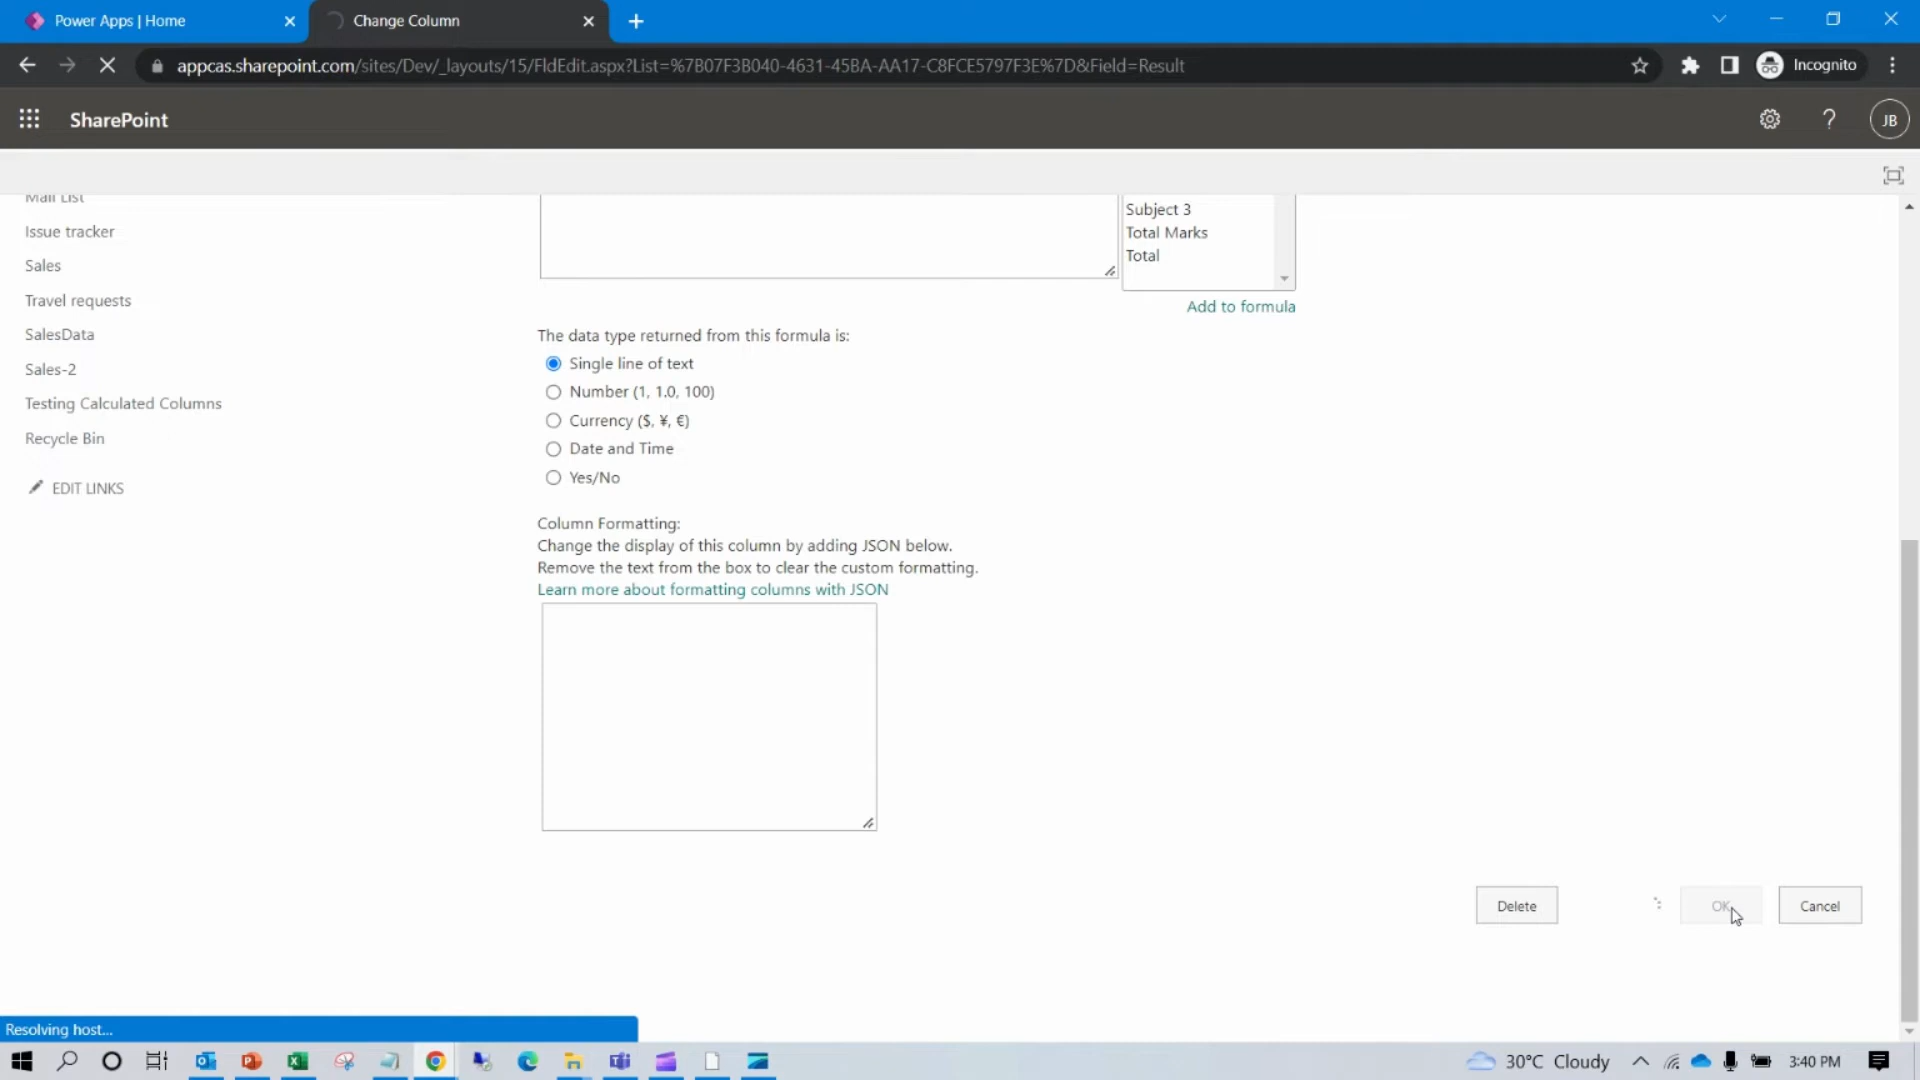 Power Apps | Home
Change Column
appcas.sharepoint.com/sites/Dev/_layouts/15/FldEdit.aspx?List=%7B07F3B040-4631-45BA-AA17-C8FCE5797F3E%7D&Field=Result
Incognito
SharePoint
JB
Mail List
Issue tracker
Sales
Travel requests
SalesData
Sales-2
Testing Calculated Columns
Recycle Bin
EDIT LINKS
Subject 3
Total Marks
Total
Add to formula
The data type returned from this formula is:
Single line of text
Number (1, 1.0, 100)
Currency ($, ¥, €)
Date and Time
Yes/No
Column Formatting:
Change the display of this column by adding JSON below.
Remove the text from the box to clear the custom formatting.
Learn more about formatting columns with JSON
Delete
OK
Cancel
Resolving host...
30°C Cloudy
3:40 PM